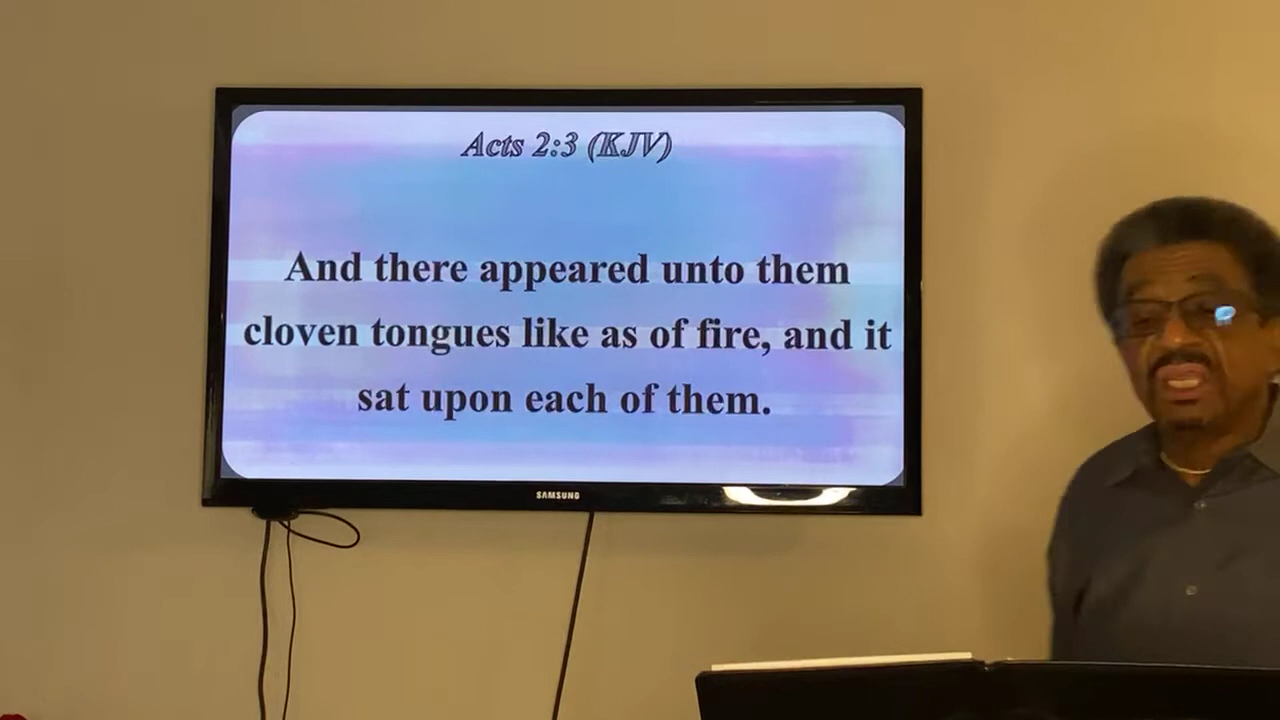 Acts 2:3 (KJV)
And there appeared unto them
cloven tongues like as of fire, and it
sat upon each of them.
SAMSUNG